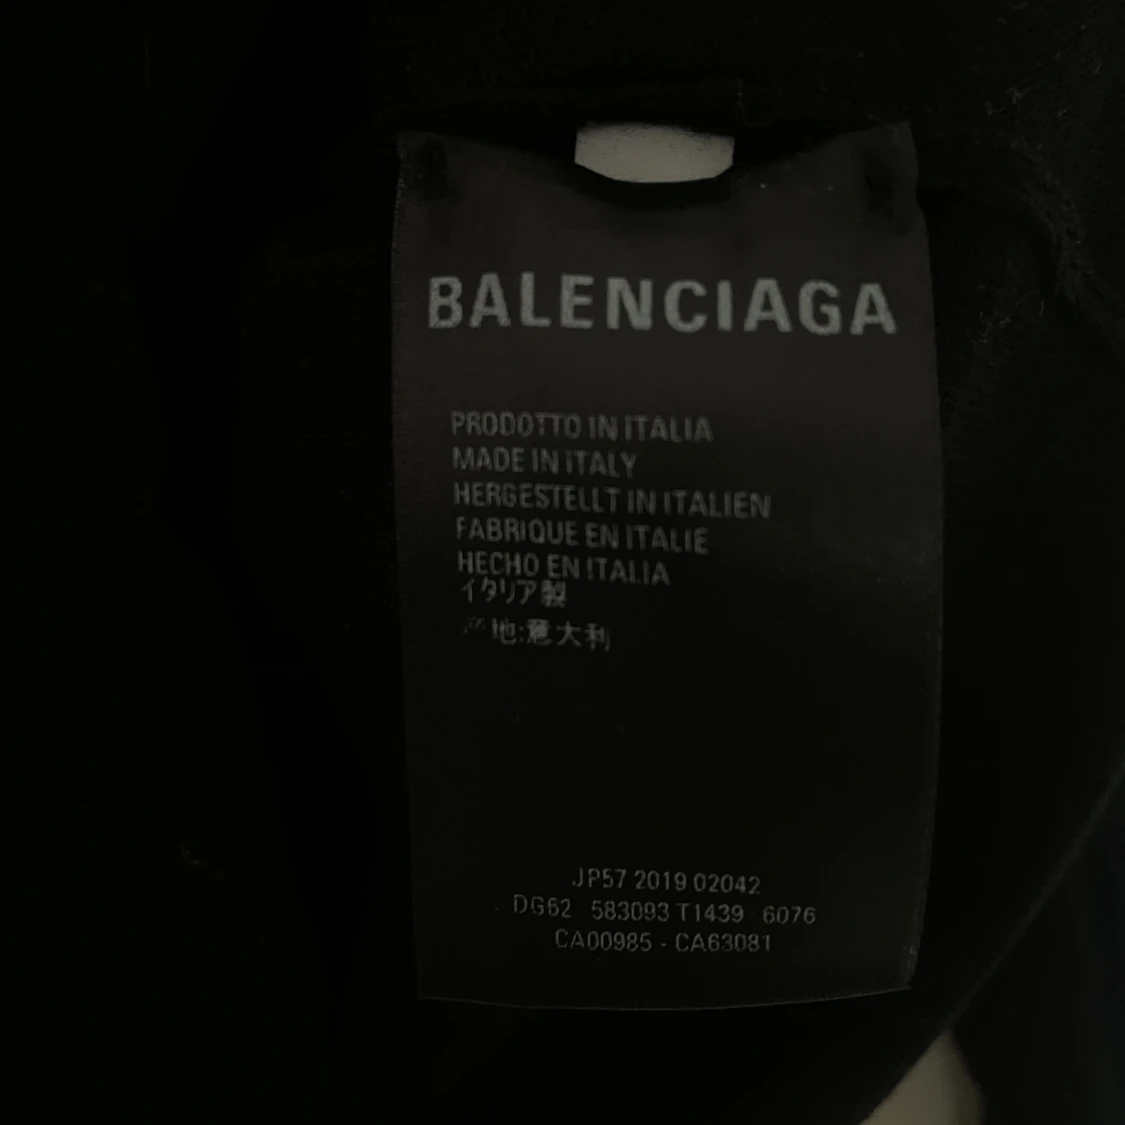 BALENCIAGA
PRODOTTO IN ITALIA
MADE IN ITALY
HERGESTELLT IN ITALIEN
FABRIQUE EN ITALIE
HECHO EN ITALIA
イタリア製
产地:意大利
JP57 2019 02042
DG62 583093 T1439 6076
CA00985 - CA63081